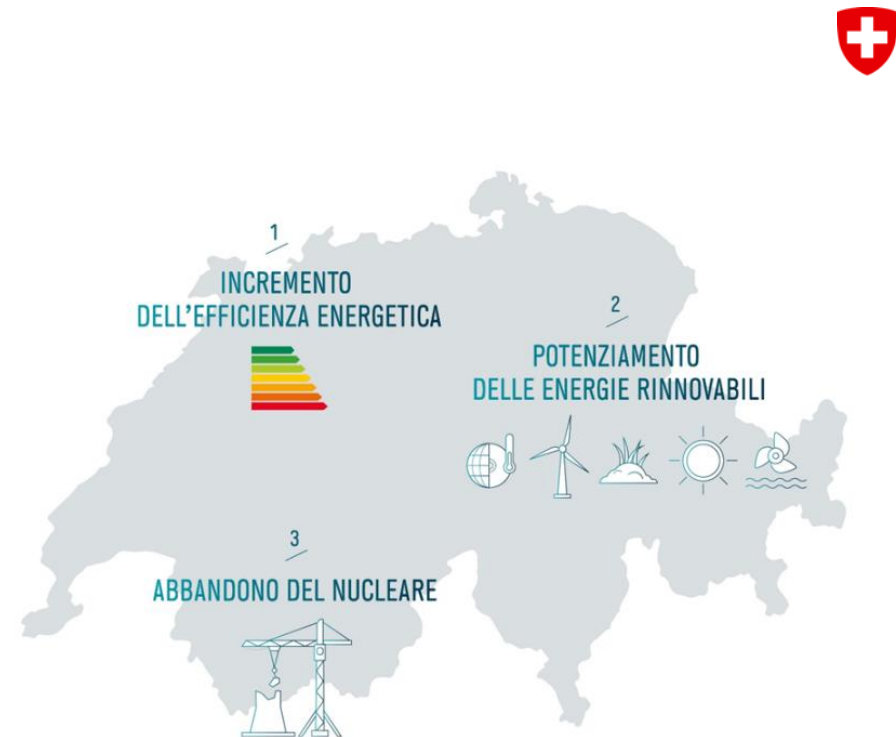 1
INCREMENTO
DELL'EFFICIENZA ENERGETICA
2
POTENZIAMENTO
DELLE ENERGIE RINNOVABILI
3
ABBANDONO DEL NUCLEARE